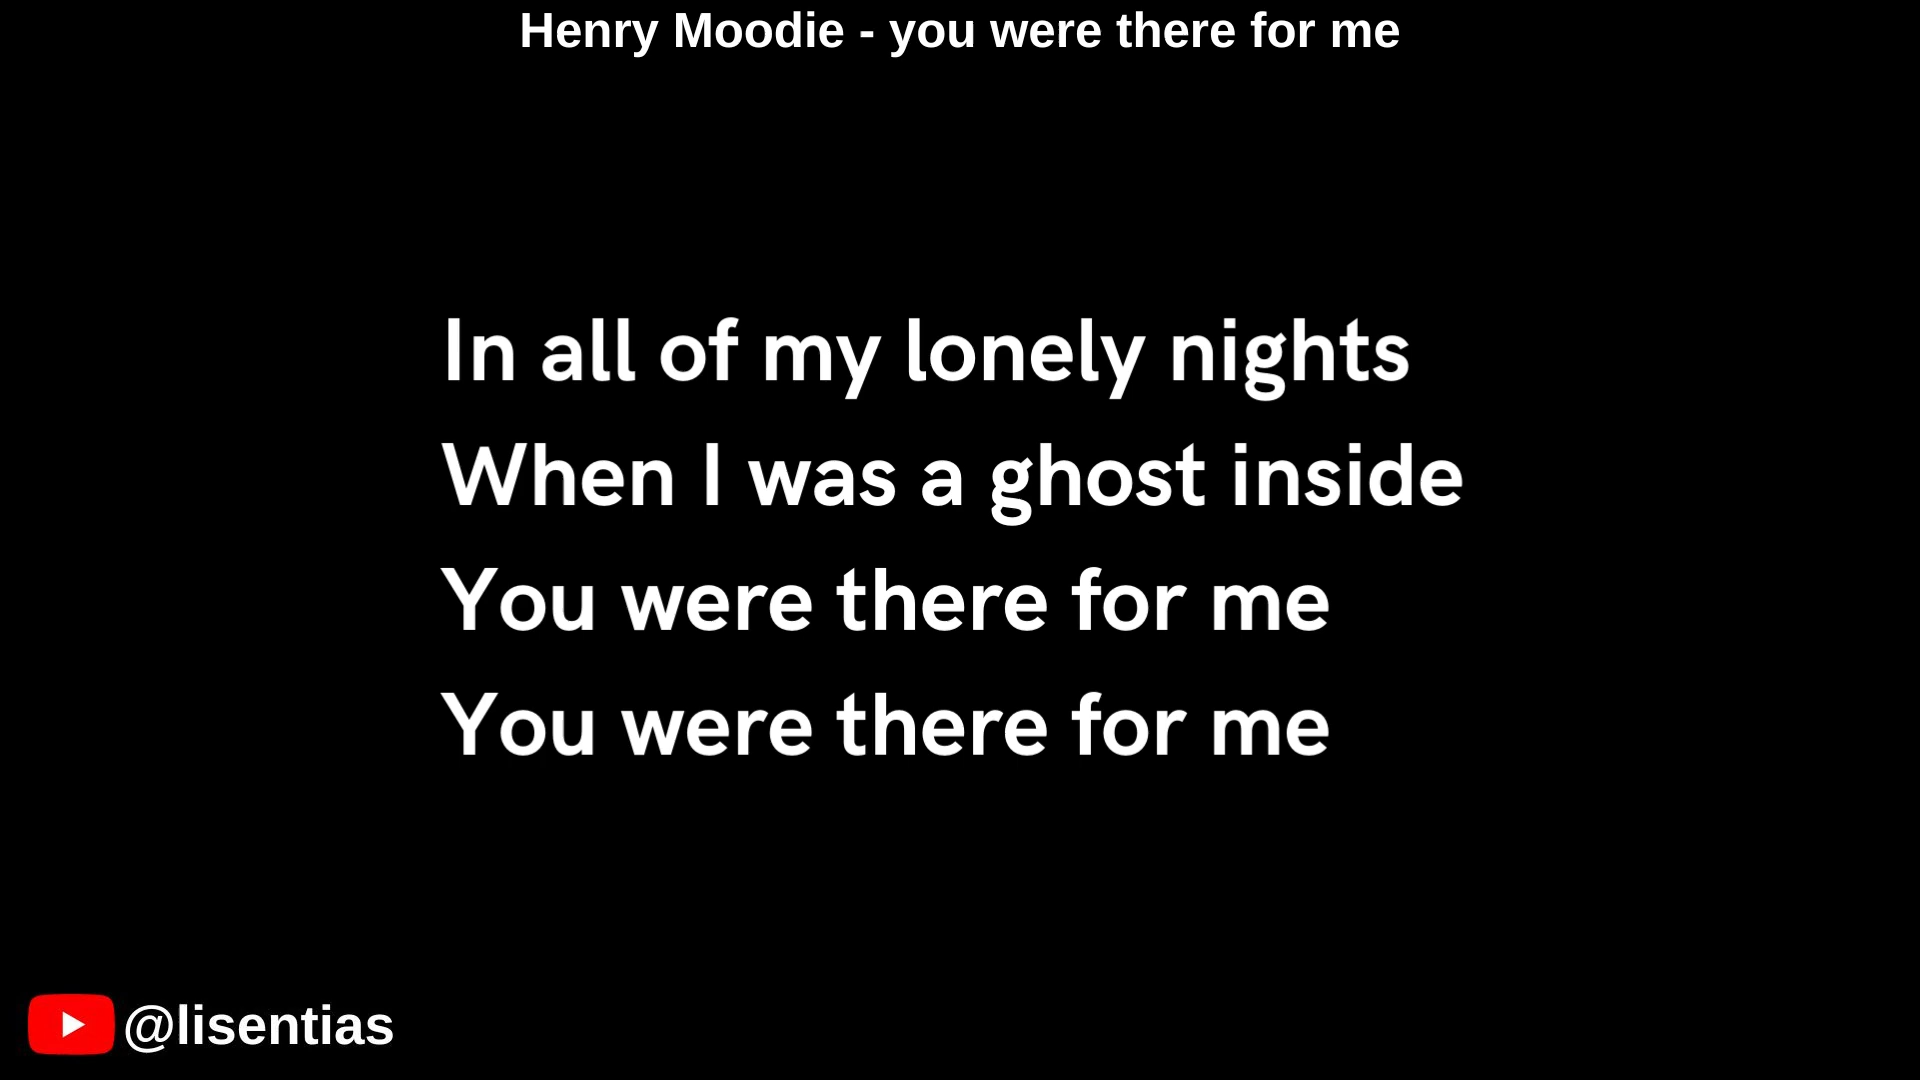 Henry Moodie - you were there for me
In all of my lonely nights
When I was a ghost inside
You were there for me
You were there for me
@lisentias